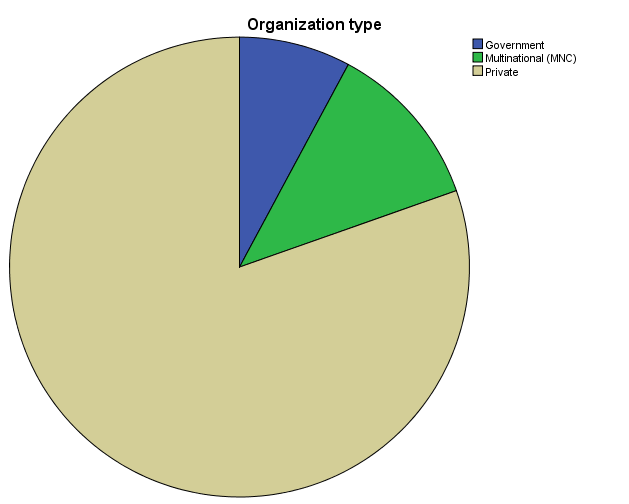 Organization type
Government
Multinational (MNC)
Private